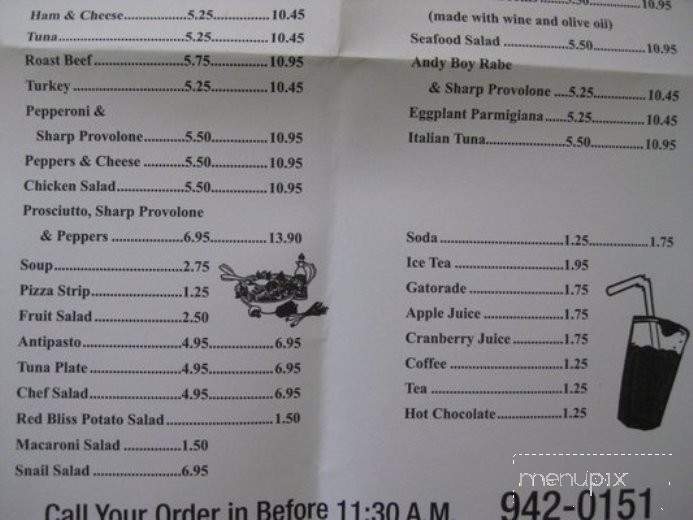 Ham & Cheese.....................5.25...............10.45
Tuna....................................5.25...............10.45
Roast Beef.........................5.75...............10.95
Turkey................................5.25...............10.45
Pepperoni &
Sharp Provolone.............5.50...............10.95
Peppers & Cheese .............5.50...............10.95
Chicken Salad....................5.50...............10.95
Prosciutto, Sharp Provolone
& Peppers .....................6.95...............13.90
Soup.....................................2.75
Pizza Strip...........................1.25
Fruit Salad..........................2.50
Antipasto.............................4.95...............6.95
Tuna Plate...........................4.95...............6.95
Chef Salad...........................4.95...............6.95
Red Bliss Potato Salad...............................1.50
Macaroni Salad .................1.50
Snail Salad .........................6.95
10.95
(made with wine and olive oil)
Seafood Salad ....................5.50...............10.95
Andy Boy Rabe
& Sharp Provolone ....5.25...............10.45
Eggplant Parmigiana.......5.25...............10.45
Italian Tuna.......................5.50...............10.95
Soda ....................................1.25...............1.75
Ice Tea ................................1.95
Gatorade .............................1.75
Apple Juice .........................1.75
Cranberry Juice..................1.75
Coffee ..................................1.25
Tea .......................................1.25
Hot Chocolate.....................1.25
Call Your Order in Before 11:30 A.M. 942-0151
menupix